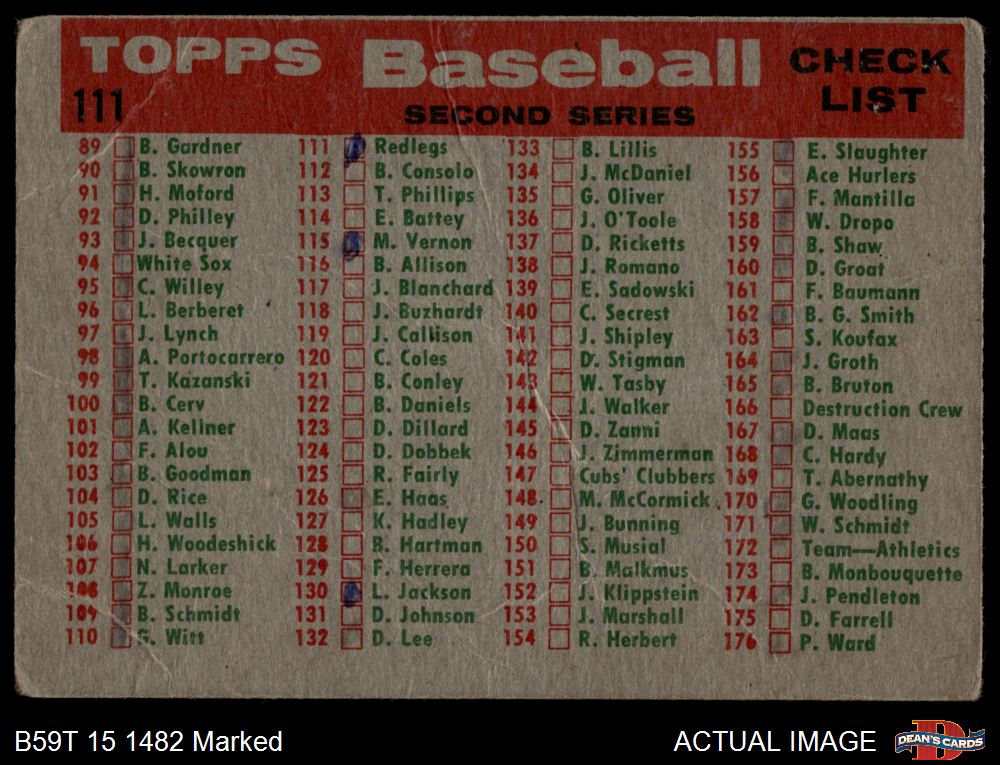 TOPPS Baseball CHECK LIST
111 SECOND SERIES
89 B. Gardner 111 Redlegs 133 B. Lillis 155 E. Slaughter
90 B. Skowron 112 B. Consolo 134 J. McDaniel 156 Ace Hurlers
91 H. Moford 113 T. Phillips 135 G. Oliver 157 F. Mantilla
92 D. Philley 114 E. Battey 136 J. O'Toole 158 W. Dropo
93 J. Becquer 115 M. Vernon 137 D. Ricketts 159 B. Shaw
94 White Sox 116 B. Allison 138 J. Romano 160 D. Groat
95 C. Willey 117 J. Blanchard 139 E. Sadowski 161 F. Baumann
96 L. Berberet 118 J. Buzhardt 140 C. Secrest 162 B. G. Smith
97 J. Lynch 119 J. Callison 141 J. Shipley 163 S. Koufax
98 A. Portocarrero 120 C. Coles 142 D. Stigman 164 J. Groth
99 T. Kazanski 121 B. Conley 143 W. Tasby 165 B. Bruton
100 B. Cerv 122 B. Daniels 144 J. Walker 166 Destruction Crew
101 A. Kellner 123 D. Dillard 145 D. Zanni 167 D. Maas
102 F. Alou 124 D. Dobbek 146 J. Zimmerman 168 C. Hardy
103 B. Goodman 125 R. Fairly 147 Cubs' Clubbers 169 T. Abernathy
104 D. Rice 126 E. Haas 148 M. McCormick 170 G. Woodling
105 L. Walls 127 K. Hadley 149 J. Bunning 171 W. Schmidt
106 H. Woodeshick 128 B. Hartman 150 S. Musial 172 Team—Athletics
107 N. Larker 129 F. Herrera 151 B. Malkmus 173 B. Monbouquette
108 Z. Monroe 130 L. Jackson 152 J. Klippstein 174 J. Pendleton
109 B. Schmidt 131 D. Johnson 153 J. Marshall 175 D. Farrell
110 G. Witt 132 D. Lee 154 R. Herbert 176 P. Ward
B59T 15 1482 Marked ACTUAL IMAGE DEAN'S CARDS